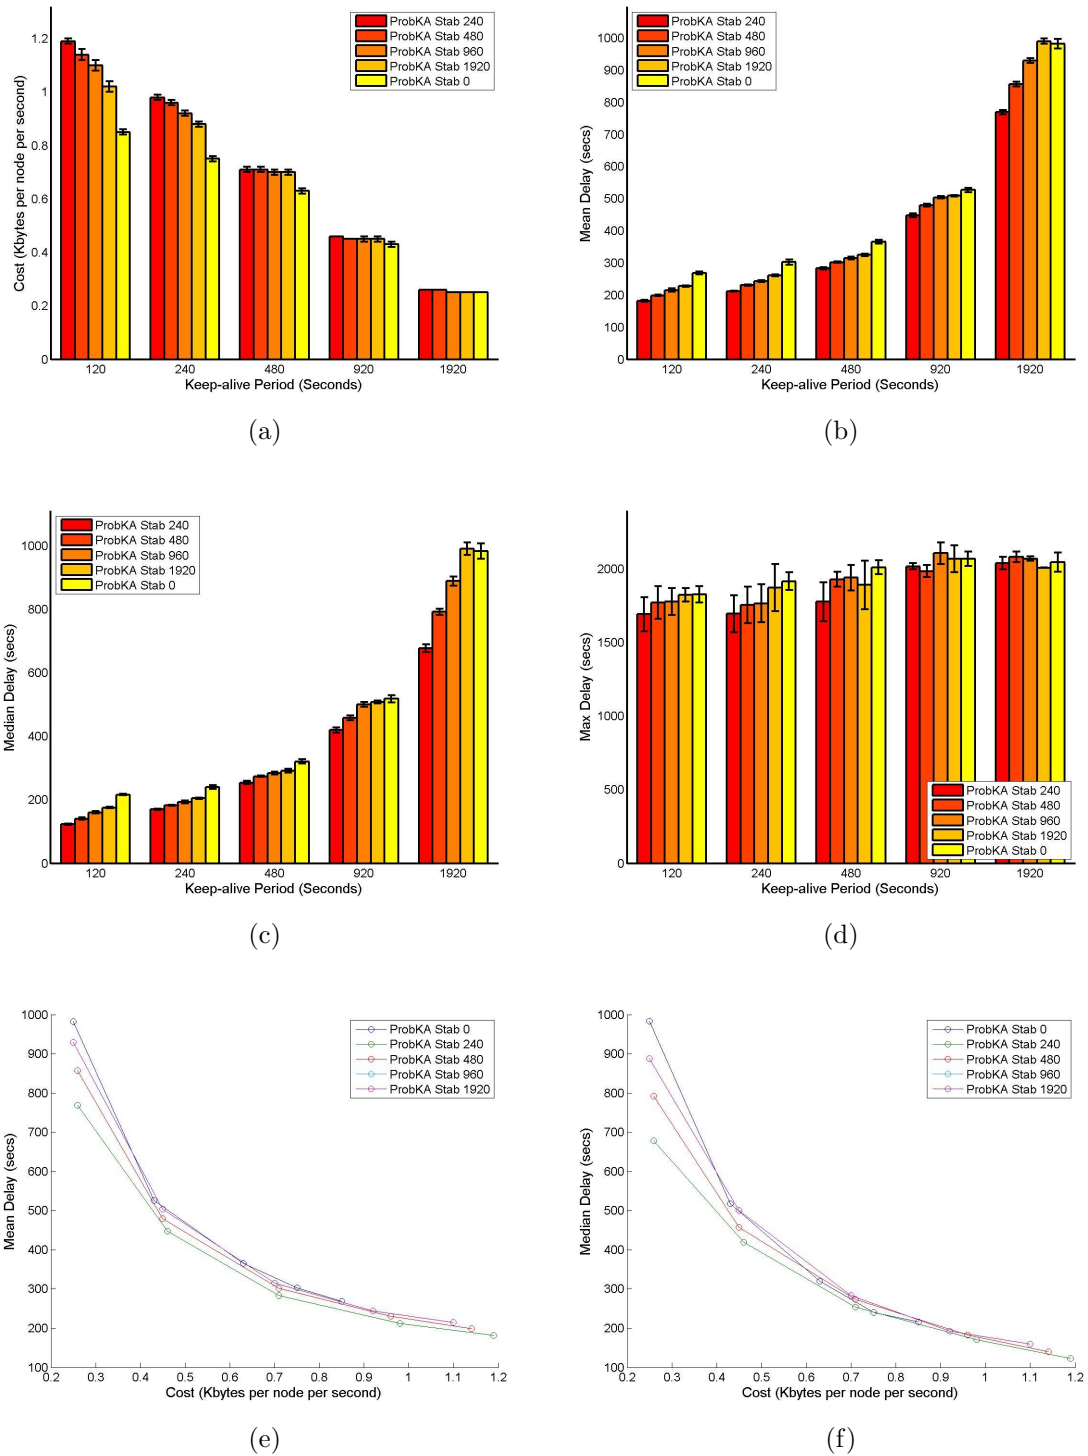 1.2
1
0.8
0.6
0.4
0.2
0
Cost (Kbytes per node per second)
ProbKA Stab 240
ProbKA Stab 480
ProbKA Stab 960
ProbKA Stab 1920
ProbKA Stab 0
120 240 480 920 1920
Keep-alive Period (Seconds)
(a)
1000
900
800
700
600
500
400
300
200
100
0
Mean Delay (secs)
ProbKA Stab 240
ProbKA Stab 480
ProbKA Stab 960
ProbKA Stab 1920
ProbKA Stab 0
120 240 480 920 1920
Keep-alive Period (Seconds)
(b)
1000
800
600
400
200
0
Median Delay (secs)
ProbKA Stab 240
ProbKA Stab 480
ProbKA Stab 960
ProbKA Stab 1920
ProbKA Stab 0
120 240 480 920 1920
Keep-alive Period (Seconds)
(c)
2000
1500
1000
500
0
Max Delay (secs)
ProbKA Stab 240
ProbKA Stab 480
ProbKA Stab 960
ProbKA Stab 1920
ProbKA Stab 0
120 240 480 920 1920
Keep-alive Period (Seconds)
(d)
1000
900
800
700
600
500
400
300
200
100
Mean Delay (secs)
ProbKA Stab 0
ProbKA Stab 240
ProbKA Stab 480
ProbKA Stab 960
ProbKA Stab 1920
0.2 0.3 0.4 0.5 0.6 0.7 0.8 0.9 1 1.1 1.2
Cost (Kbytes per node per second)
(e)
1000
900
800
700
600
500
400
300
200
100
Median Delay (secs)
ProbKA Stab 0
ProbKA Stab 240
ProbKA Stab 480
ProbKA Stab 960
ProbKA Stab 1920
0.2 0.3 0.4 0.5 0.6 0.7 0.8 0.9 1 1.1 1.2
Cost (Kbytes per node per second)
(f)